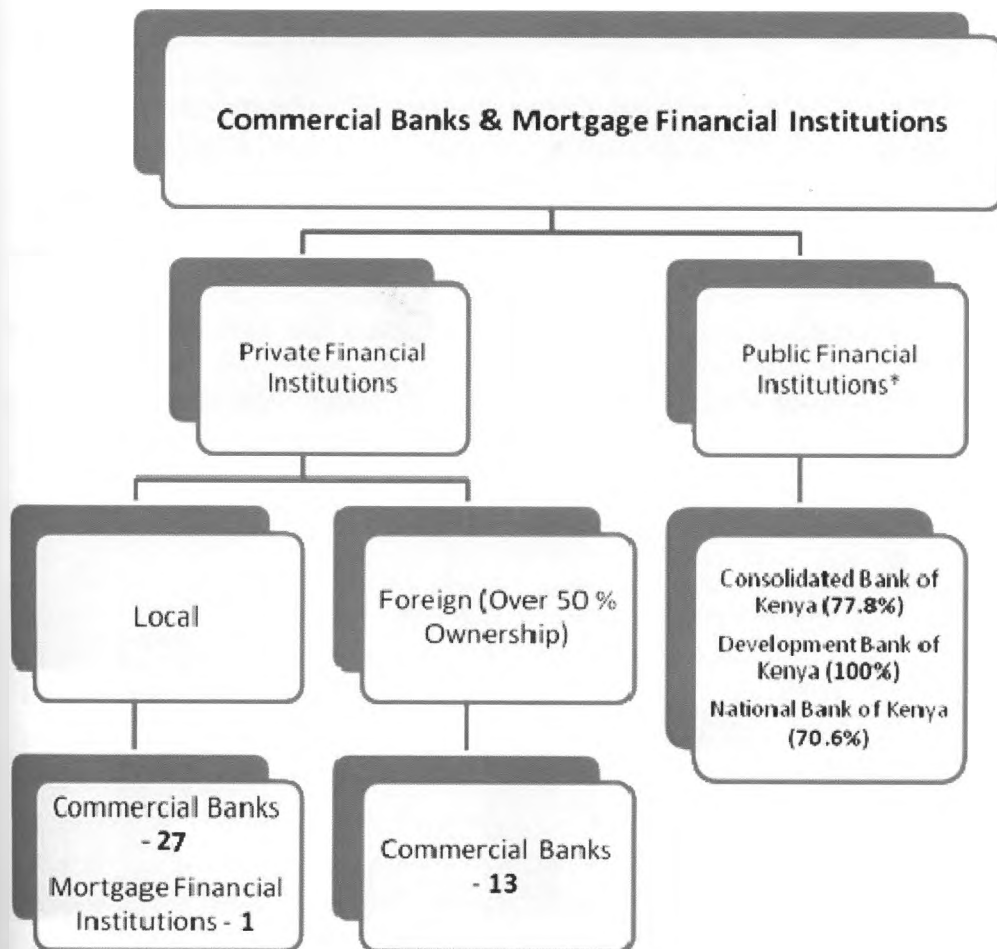 Commercial Banks & Mortgage Financial Institutions
Private Financial
Institutions
Public Financial
Institutions*
Local
Foreign (Over 50 %
Ownership)
Consolidated Bank of
Kenya (77.8%)
Development Bank of
Kenya (100%)
National Bank of Kenya
(70.6%)
Commercial Banks
- 27
Mortgage Financial
Institutions - 1
Commercial Banks
- 13